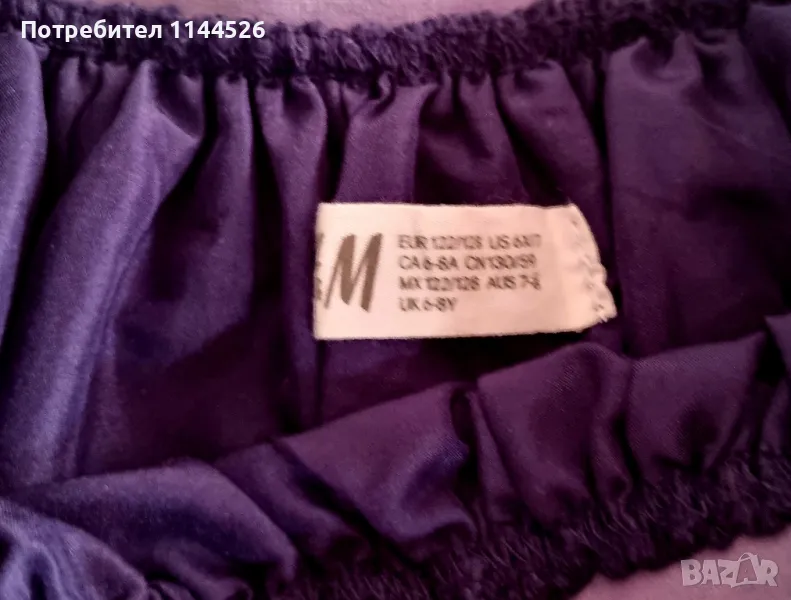 Потребител 1144526
M
EUR 122/128 US 6X/7
CA 6-8A CN 130/59
MX 122/128 AUS 7-8
UK 6-8Y
BAZAR